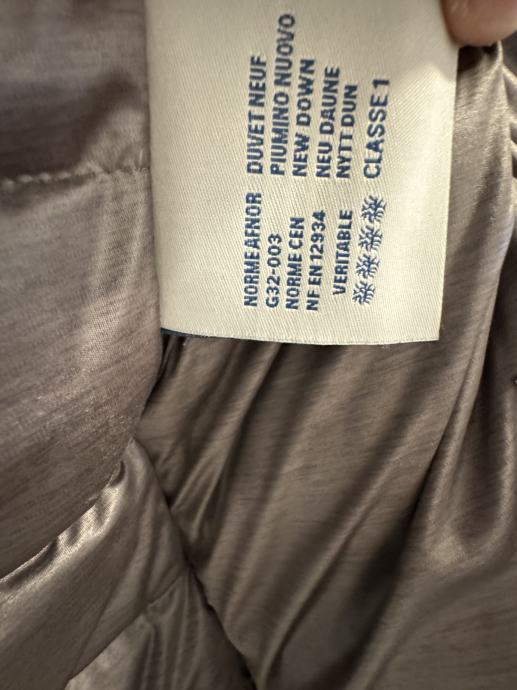 NORME AFNOR DUVET NEUF
G32-003 PIUMINO NUOVO
NORME CEN NEW DOWN
NF EN 12934 NEU DAUNE
VERITABLE NYTT DUN
CLASSE 1